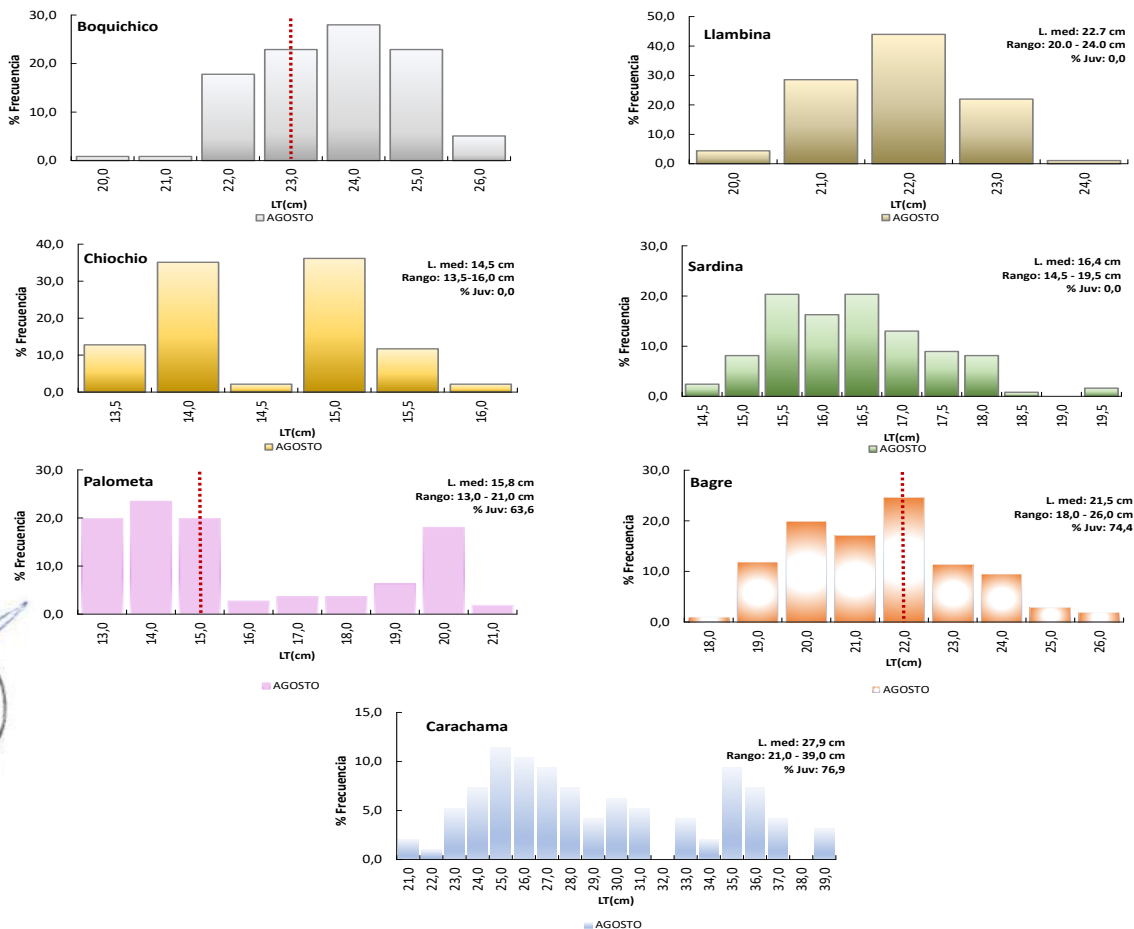 Boquichico
% Frecuencia
30,0
20,0
10,0
0,0
20,0
21,0
22,0
23,0
24,0
25,0
26,0
LT(cm)
AGOSTO
Llambina
L. med: 22.7 cm
Rango: 20.0 - 24.0 cm
% Juv: 0,0
% Frecuencia
50,0
40,0
30,0
20,0
10,0
0,0
20,0
21,0
22,0
23,0
24,0
LT(cm)
AGOSTO
Chiochio
L. med: 14,5 cm
Rango: 13,5-16,0 cm
% Juv: 0,0
% Frecuencia
40,0
30,0
20,0
10,0
0,0
13,5
14,0
14,5
15,0
15,5
16,0
LT(cm)
AGOSTO
Sardina
L. med: 16,4 cm
Rango: 14,5 - 19,5 cm
% Juv: 0,0
% Frecuencia
30,0
20,0
10,0
0,0
14,5
15,0
15,5
16,0
16,5
17,0
17,5
18,0
18,5
19,0
19,5
LT(cm)
AGOSTO
Palometa
L. med: 15,8 cm
Rango: 13,0 - 21,0 cm
% Juv: 63,6
% Frecuencia
30,0
20,0
10,0
0,0
13,0
14,0
15,0
16,0
17,0
18,0
19,0
20,0
21,0
LT(cm)
AGOSTO
Bagre
L. med: 21,5 cm
Rango: 18,0 - 26,0 cm
% Juv: 74,4
% Frecuencia
30,0
20,0
10,0
0,0
18,0
19,0
20,0
21,0
22,0
23,0
24,0
25,0
26,0
LT(cm)
AGOSTO
Carachama
L. med: 27,9 cm
Rango: 21,0 - 39,0 cm
% Juv: 76,9
% Frecuencia
15,0
10,0
5,0
0,0
21,0
22,0
23,0
24,0
25,0
26,0
27,0
28,0
29,0
30,0
31,0
32,0
33,0
34,0
35,0
36,0
37,0
38,0
39,0
LT(cm)
AGOSTO